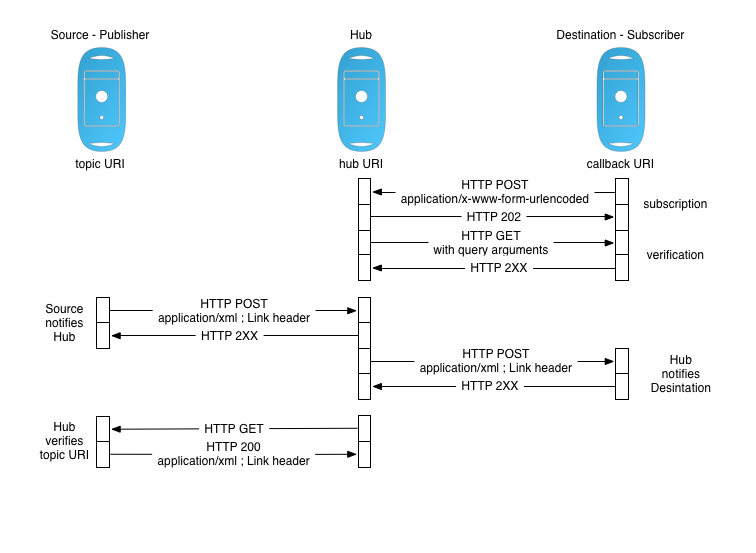 Source - Publisher
Hub
Destination - Subscriber
topic URI
hub URI
callback URI
HTTP POST
application/x-www-form-urlencoded
subscription
HTTP 202
HTTP GET
with query arguments
verification
HTTP 2XX
Source
notifies
Hub
HTTP POST
application/xml ; Link header
HTTP 2XX
HTTP POST
application/xml ; Link header
HTTP 2XX
Hub
notifies
Desintation
Hub
verifies
topic URI
HTTP GET
HTTP 200
application/xml ; Link header